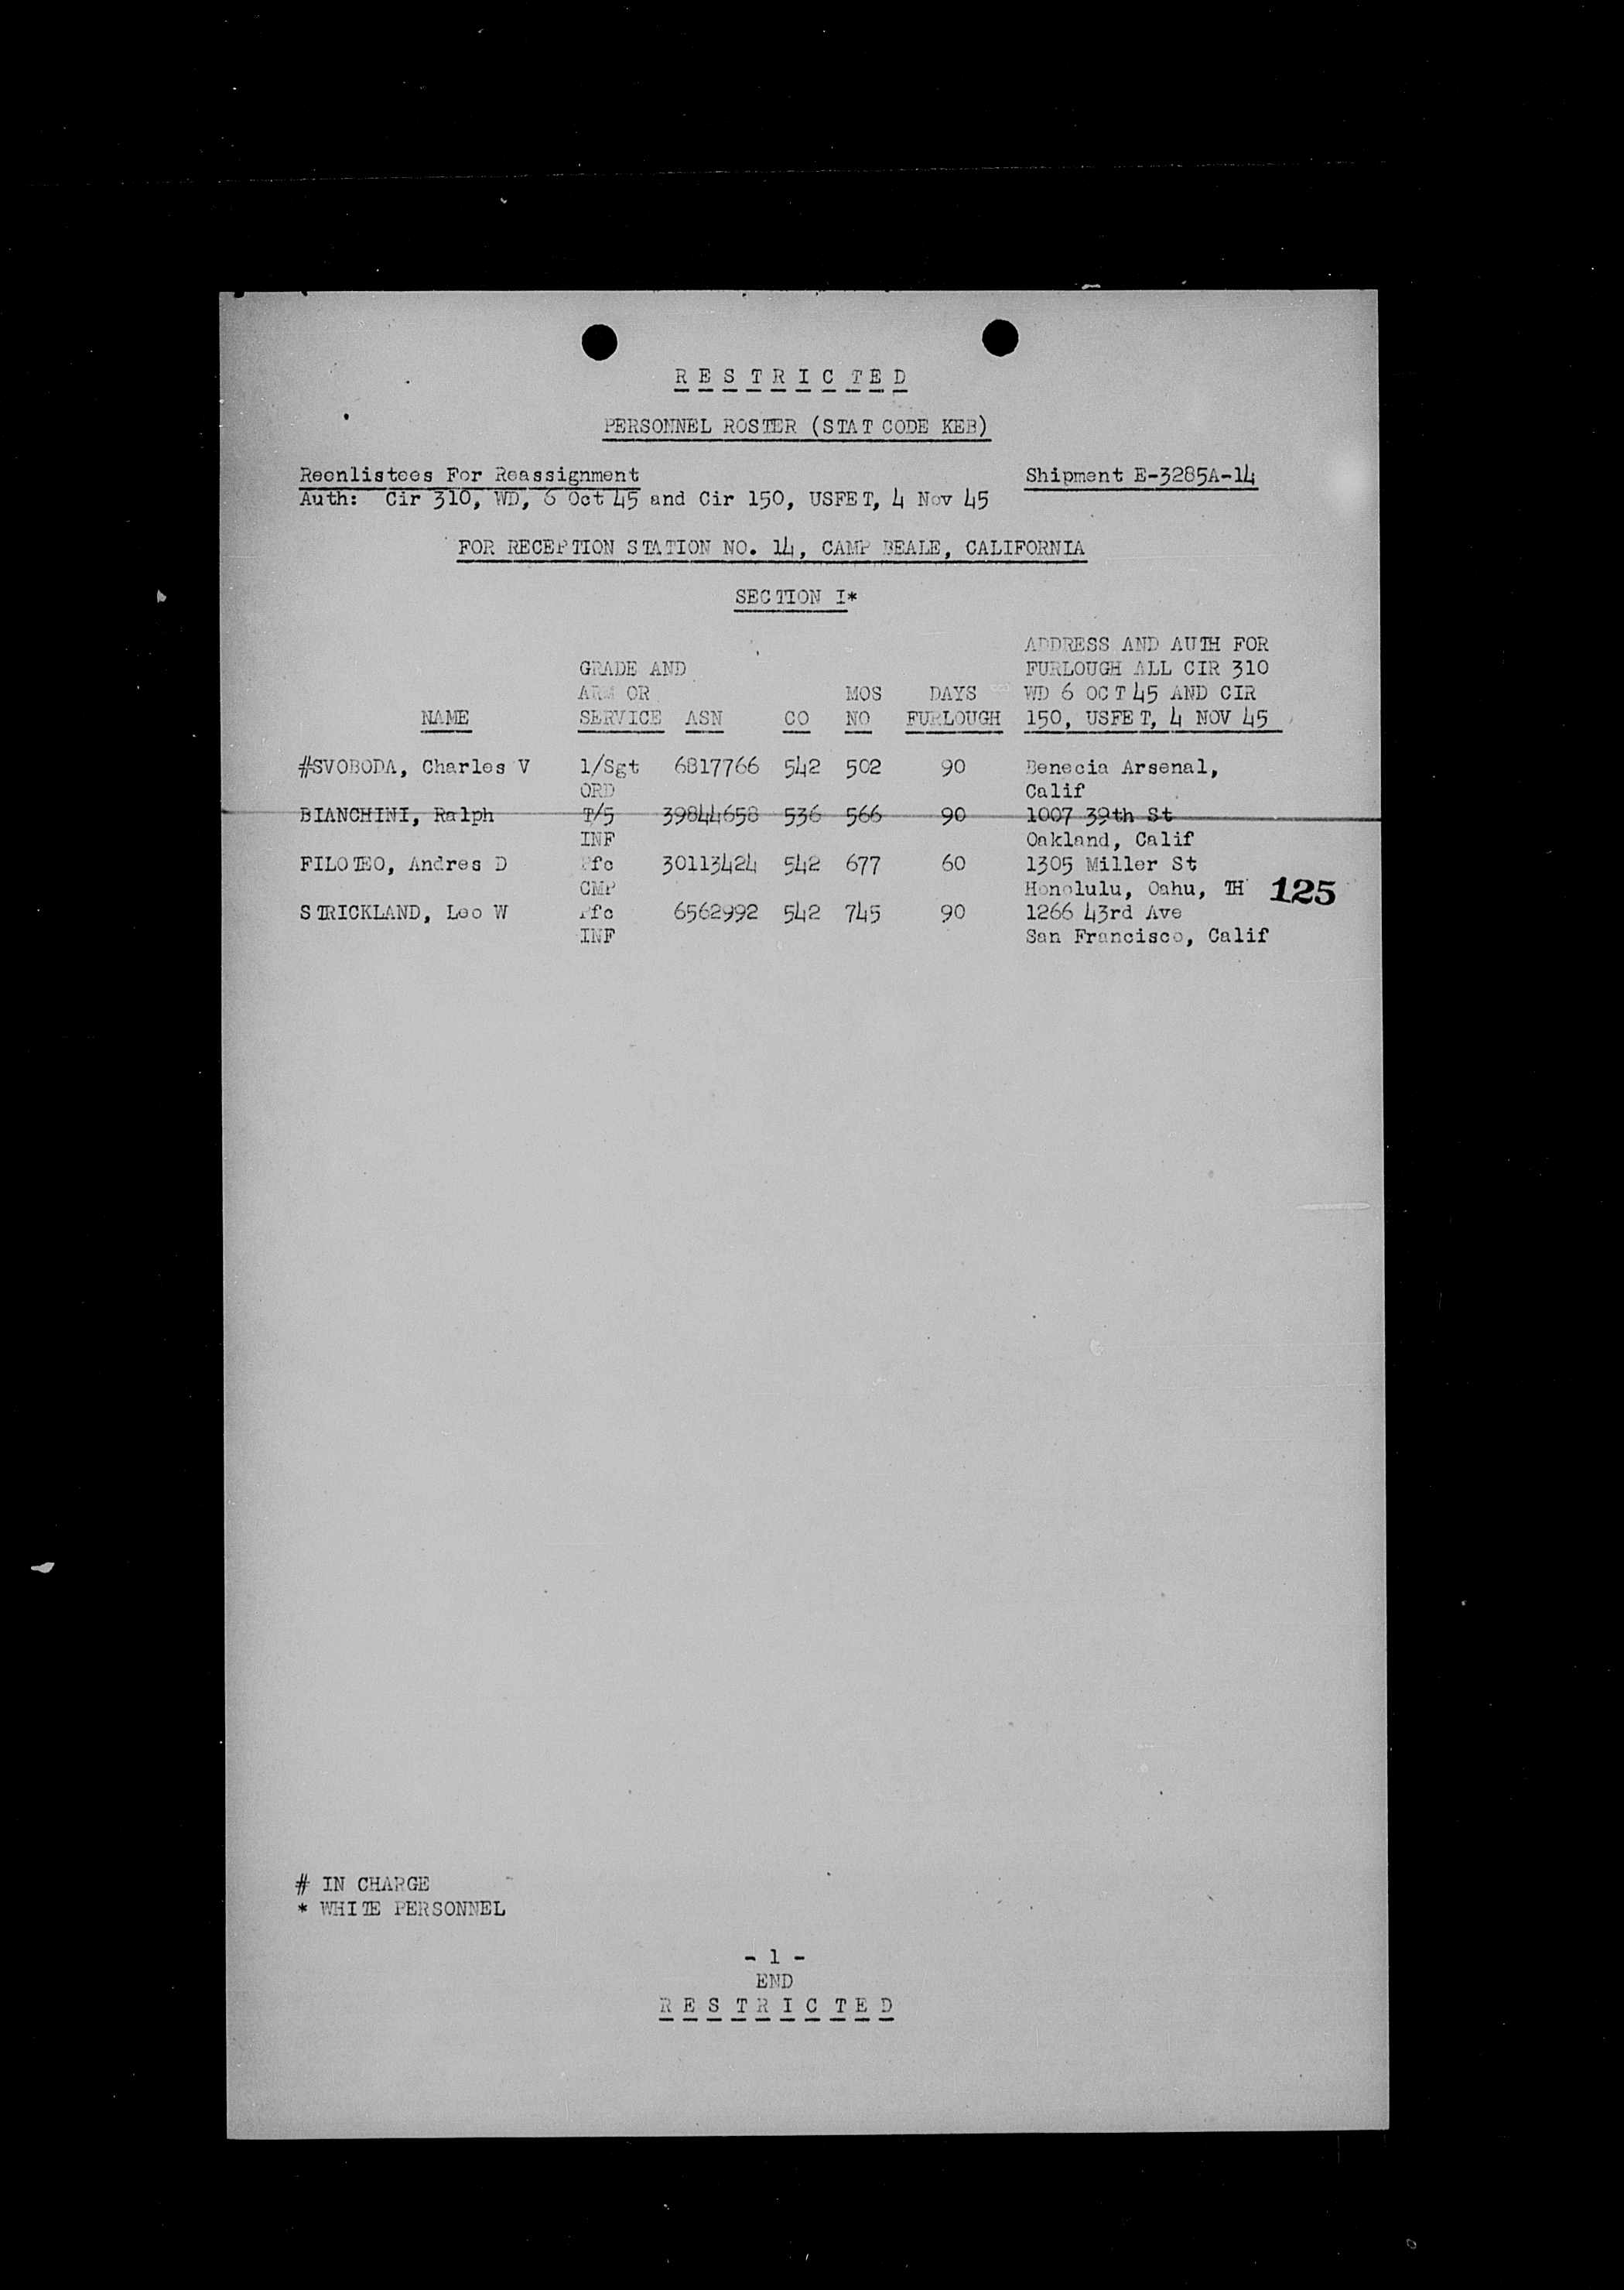 R E S T R I C T E D
PERSONNEL ROSTER (STAT CODE KEB)
Reenlistees For Reassignment Shipment E-3285A-14
Auth: Cir 310, WD, 6 Oct 45 and Cir 150, USFET, 4 Nov 45
FOR RECEPTION STATION NO. 14, CAMP BEALE, CALIFORNIA
SECTION I*
ADDRESS AND AUTH FOR
GRADE AND FURLOUGH ALL CIR 310
ARM OR MOS DAYS WD 6 OCT 45 AND CIR
NAME SERVICE ASN CO NO FURLOUGH 150, USFET, 4 NOV 45
#SVOBODA, Charles V 1/Sgt 6817766 542 502 90 Benecia Arsenal,
ORD Calif
BIANCHINI, Ralph T/5 39844658 536 566 90 1007 39th St
INF Oakland, Calif
FILOTEO, Andres D Pfc 30113424 542 677 60 1305 Miller St
CMP Honolulu, Oahu, TH 125
STRICKLAND, Leo W Pfc 6562992 542 745 90 1266 43rd Ave
INF San Francisco, Calif
# IN CHARGE
* WHITE PERSONNEL
- 1 -
END
R E S T R I C T E D